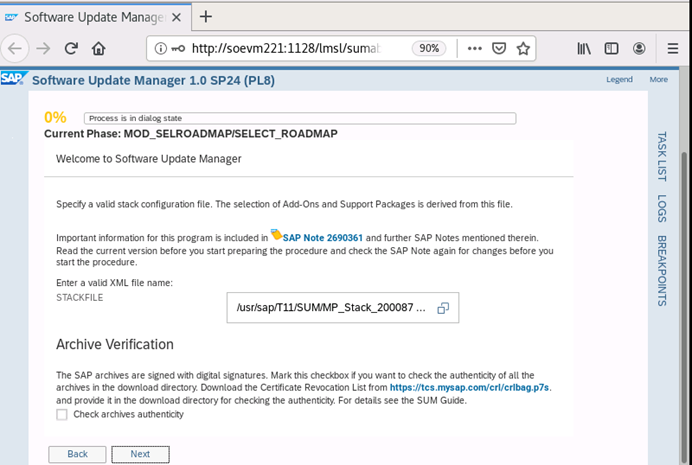 Software Update Manage
http://soevm221:1128/lmsl/sumab
90%
SAP
Software Update Manager 1.0 SP24 (PL8)
Legend
More
0%
Process is in dialog state
Current Phase: MOD_SELROADMAP/SELECT_ROADMAP
Welcome to Software Update Manager
Specify a valid stack configuration file. The selection of Add-Ons and Support Packages is derived from this file.
Important information for this program is included in SAP Note 2690361 and further SAP Notes mentioned therein.
Read the current version before you start preparing the procedure and check the SAP Note again for changes before you
start the procedure.
Enter a valid XML file name:
STACKFILE
/usr/sap/T11/SUM/MP_Stack_200087 ...
Archive Verification
The SAP archives are signed with digital signatures. Mark this checkbox if you want to check the authenticity of all the
archives in the download directory. Download the Certificate Revocation List from https://tcs.mysap.com/crl/crlbag.p7s.
and provide it in the download directory for checking the authenticity. For details see the SUM Guide.
Check archives authenticity
Back
Next
TASK LIST
LOGS
BREAKPOINTS